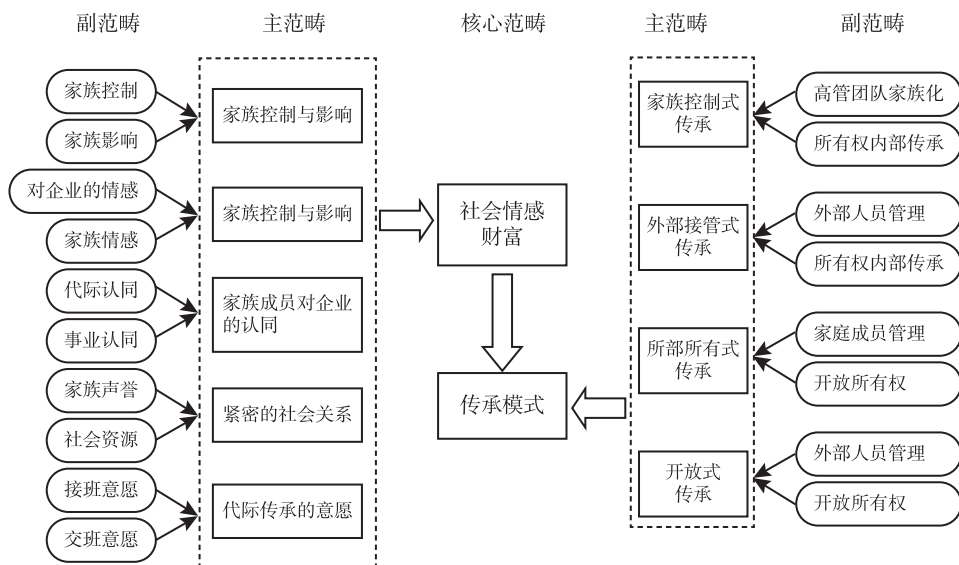 副范畴
主范畴
核心范畴
主范畴
副范畴
家族控制
家族影响
对企业的情感
家族情感
代际认同
事业认同
家族声誉
社会资源
接班意愿
交班意愿
家族控制与影响
家族控制与影响
家族成员对企业
的认同
紧密的社会关系
代际传承的意愿
社会情感
财富
传承模式
家族控制式
传承
外部接管式
传承
所部所有式
传承
开放式
传承
高管团队家族化
所有权内部传承
外部人员管理
所有权内部传承
家庭成员管理
开放所有权
外部人员管理
开放所有权